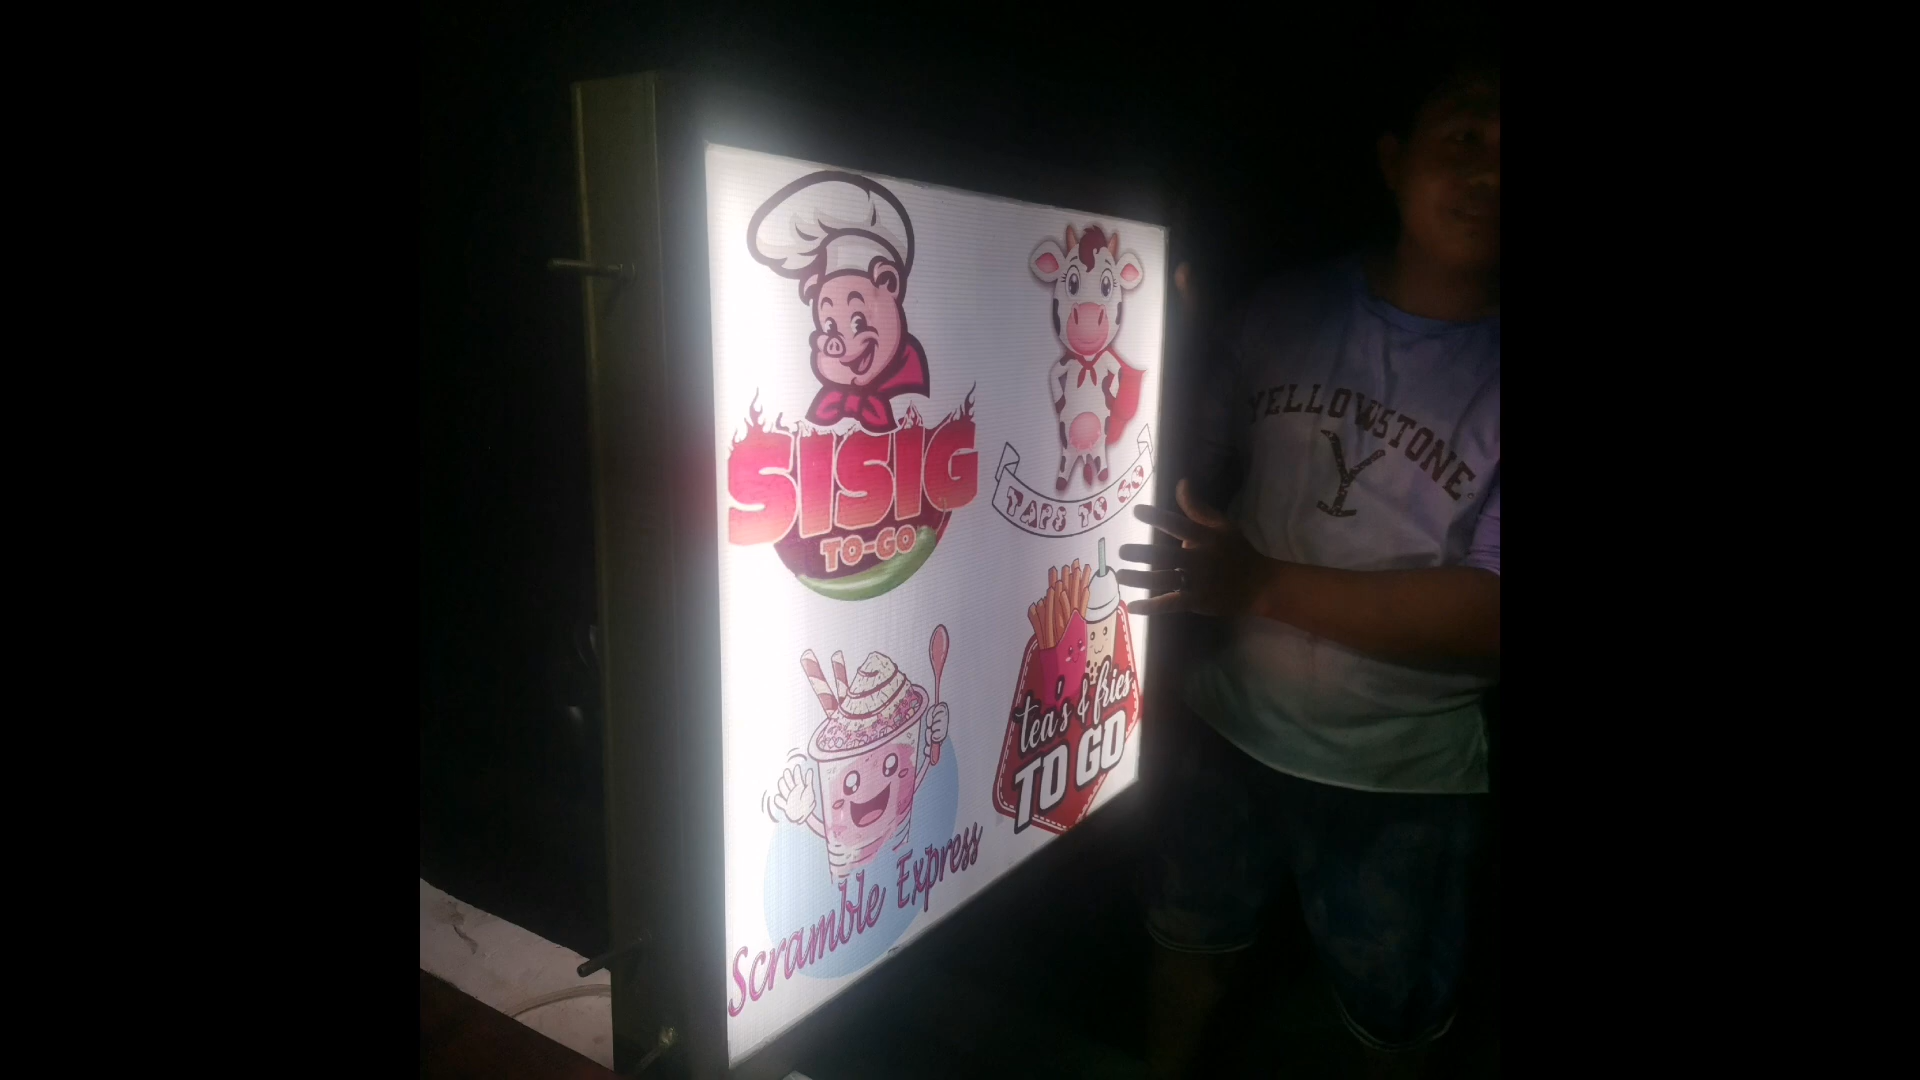 SISIG
TO-GO
TAPS TO GO
Scramble Express
tea's & fries
TO GO
YELLOWSTONE
Y